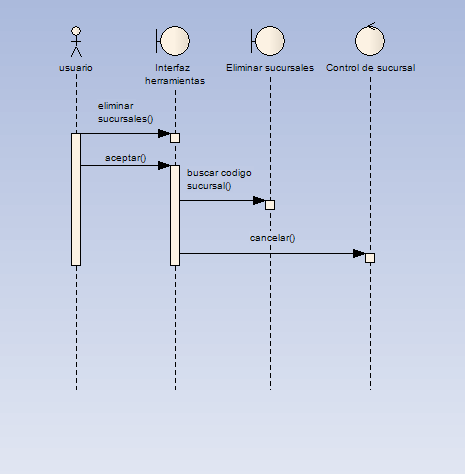 usuario
Interfaz
herramientas
Eliminar sucursales
Control de sucursal
eliminar
sucursales()
aceptar()
buscar codigo
sucursal()
cancelar()